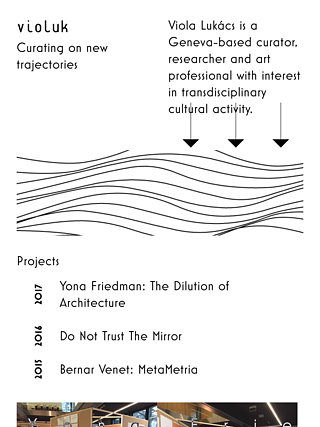 violuk
Curating on new
trajectories
Viola Lukács is a
Geneva-based curator,
researcher and art
professional with interest
in transdisciplinary
cultural activity.
Projects
2017
Yona Friedman: The Dilution of
Architecture
2016
Do Not Trust The Mirror
2015
Bernar Venet: MetaMetria